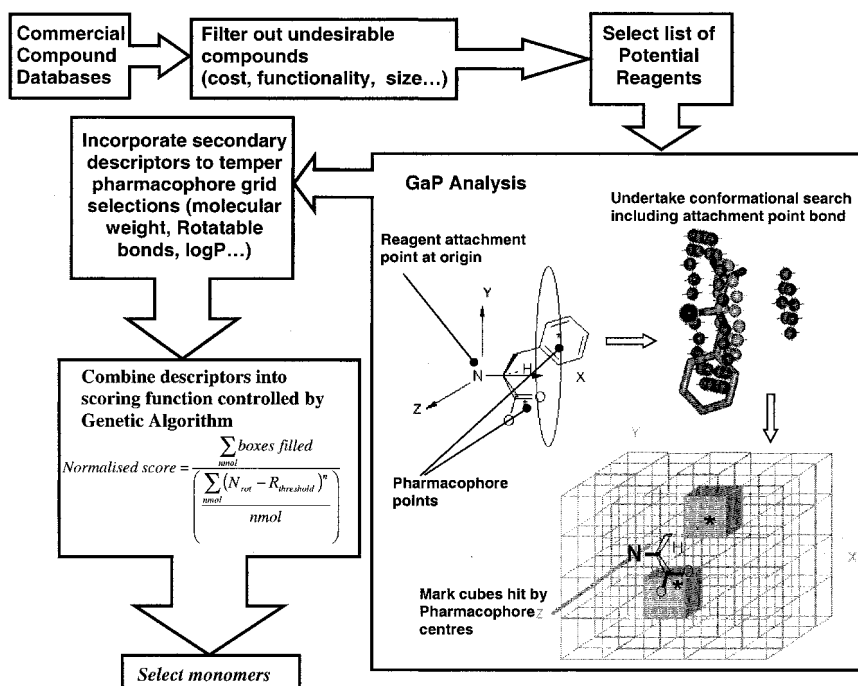 Commercial
Compound
Databases
Filter out undesirable
compounds
(cost, functionality, size...)
Select list of
Potential
Reagents
Incorporate secondary
descriptors to temper
pharmacophore grid
selections (molecular
weight, Rotatable
bonds, logP...)
GaP Analysis
Undertake conformational search
including attachment point bond
Reagent attachment
point at origin
Y
N
H
X
Z
O
O
Pharmacophore
points
Combine descriptors into
scoring function controlled by
Genetic Algorithm
Normalised score = ∑ nmol boxes filled / ( ∑ nmol (N rot − R threshold)^n / nmol )
Y
*
N
H
X
O
O
*
Z
Mark cubes hit by
Pharmacophore
centres
Select monomers